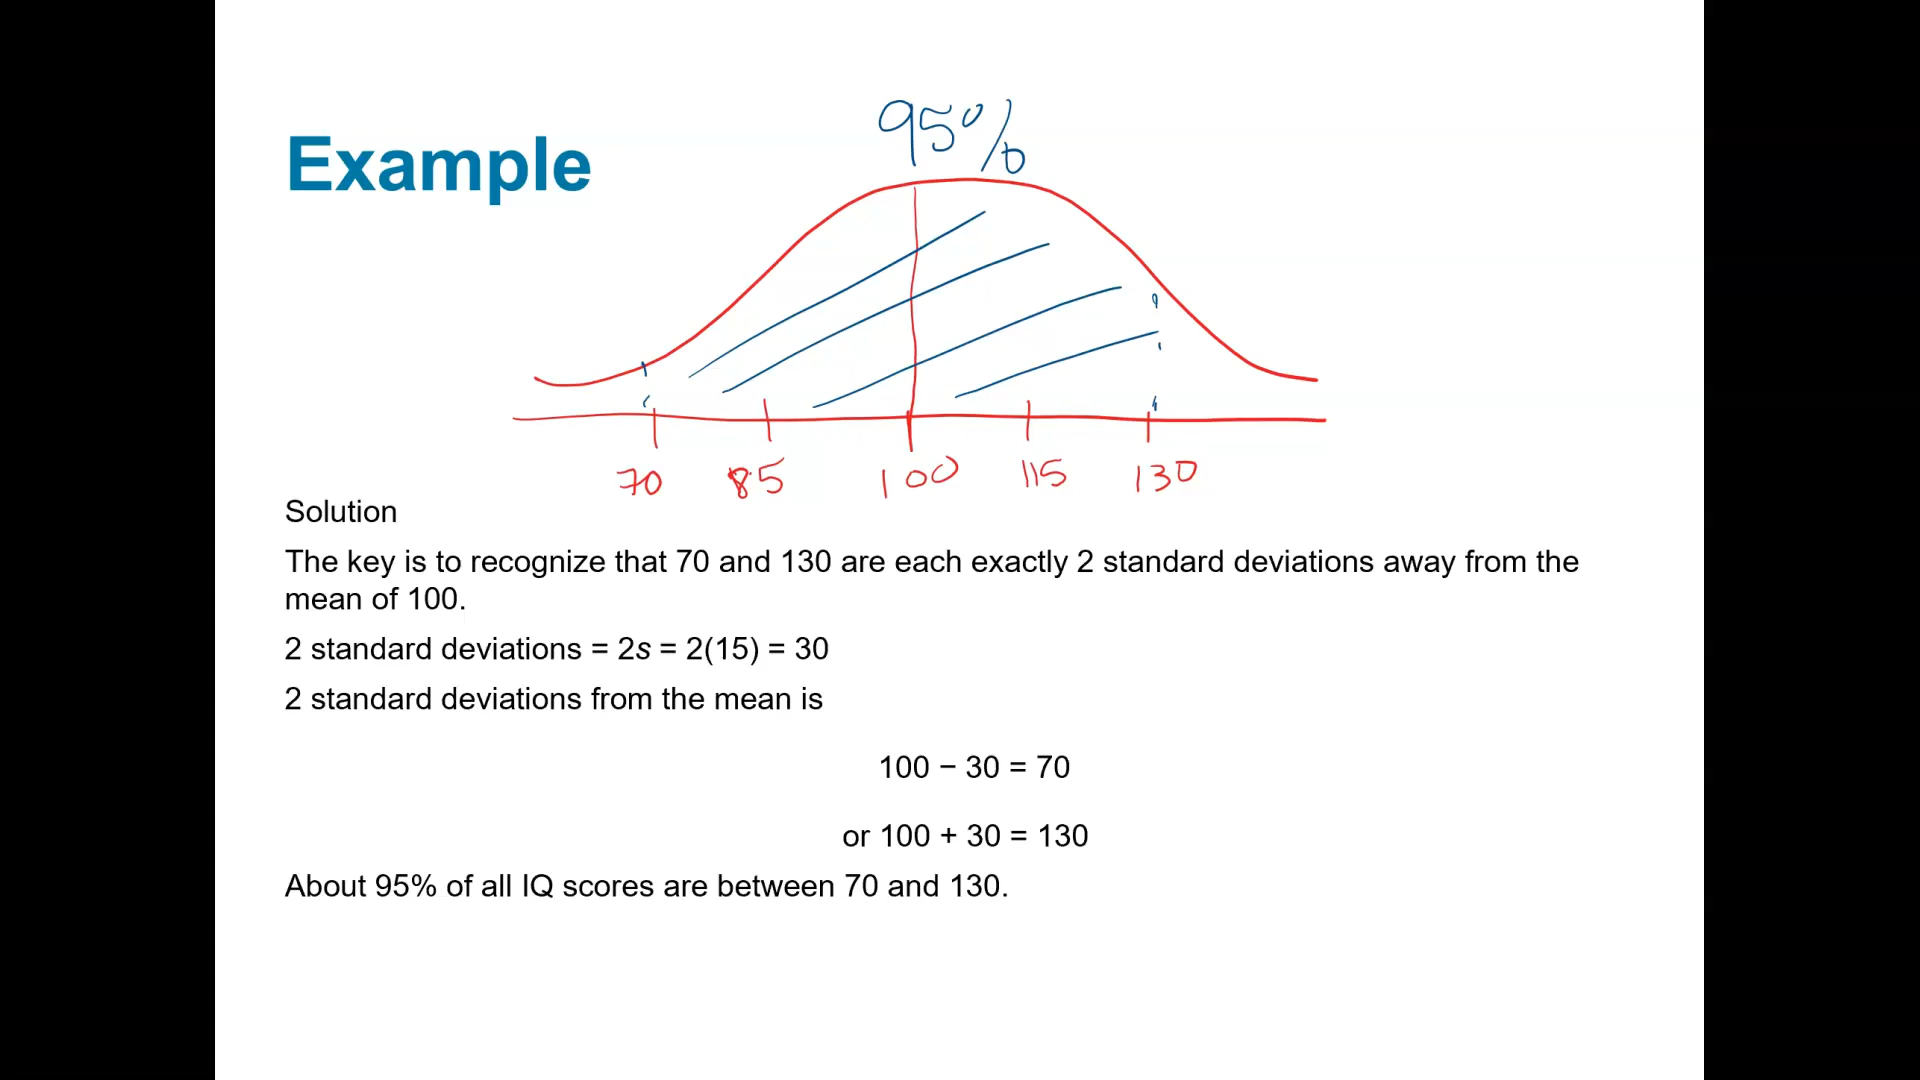 95%
Example
70 85 100 115 130
Solution
The key is to recognize that 70 and 130 are each exactly 2 standard deviations away from the
mean of 100.
2 standard deviations = 2s = 2(15) = 30
2 standard deviations from the mean is
100 − 30 = 70
or 100 + 30 = 130
About 95% of all IQ scores are between 70 and 130.